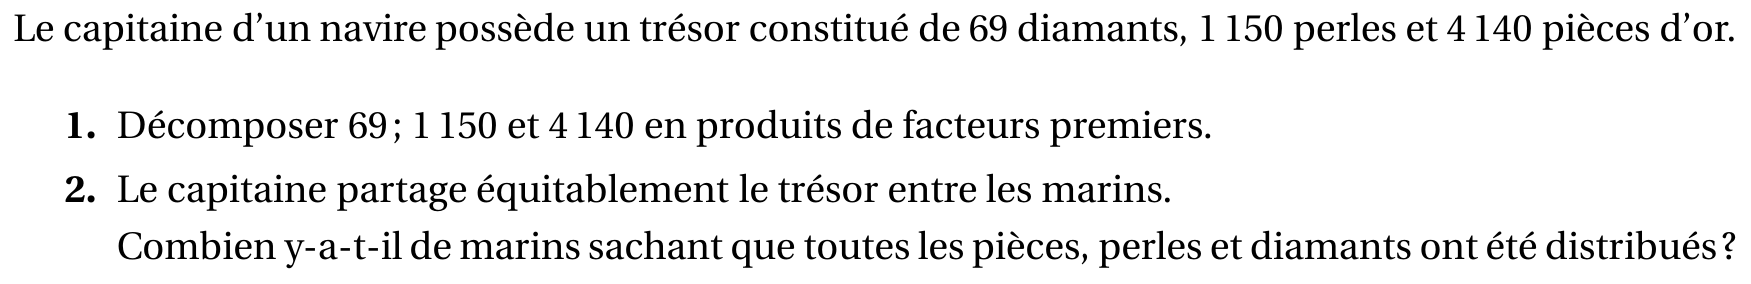 Le capitaine d’un navire possède un trésor constitué de 69 diamants, 1 150 perles et 4 140 pièces d’or.
1. Décomposer 69 ; 1 150 et 4 140 en produits de facteurs premiers.
2. Le capitaine partage équitablement le trésor entre les marins.
Combien y-a-t-il de marins sachant que toutes les pièces, perles et diamants ont été distribués ?